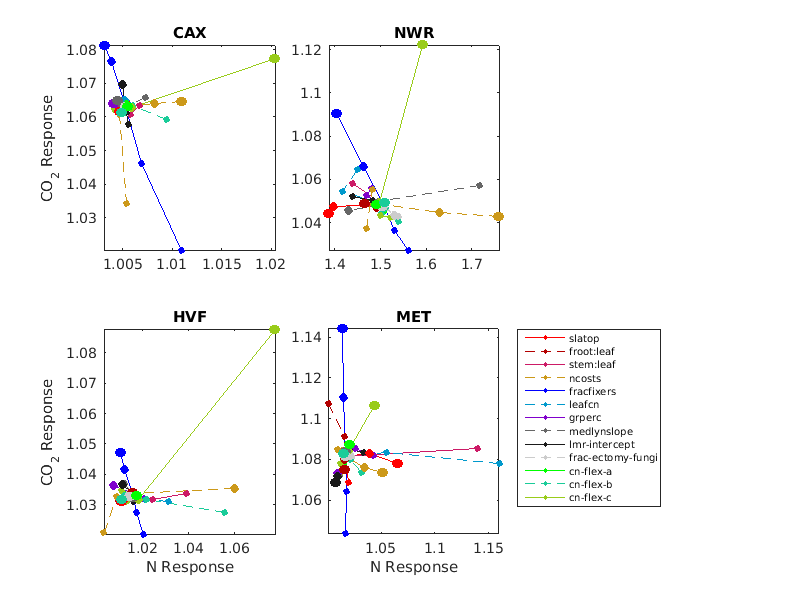 CAX
NWR
1.08
1.07
1.06
1.05
1.04
1.03
CO2 Response
1.005
1.01
1.015
1.02
1.12
1.1
1.08
1.06
1.04
1.4
1.5
1.6
1.7
HVF
MET
1.08
1.07
1.06
1.05
1.04
1.03
CO2 Response
1.02
1.04
1.06
N Response
1.14
1.12
1.1
1.08
1.06
1.05
1.1
1.15
N Response
slatop
froot:leaf
stem:leaf
ncosts
fracfixers
leafcn
grperc
medlynslope
lmr-intercept
frac-ectomy-fungi
cn-flex-a
cn-flex-b
cn-flex-c